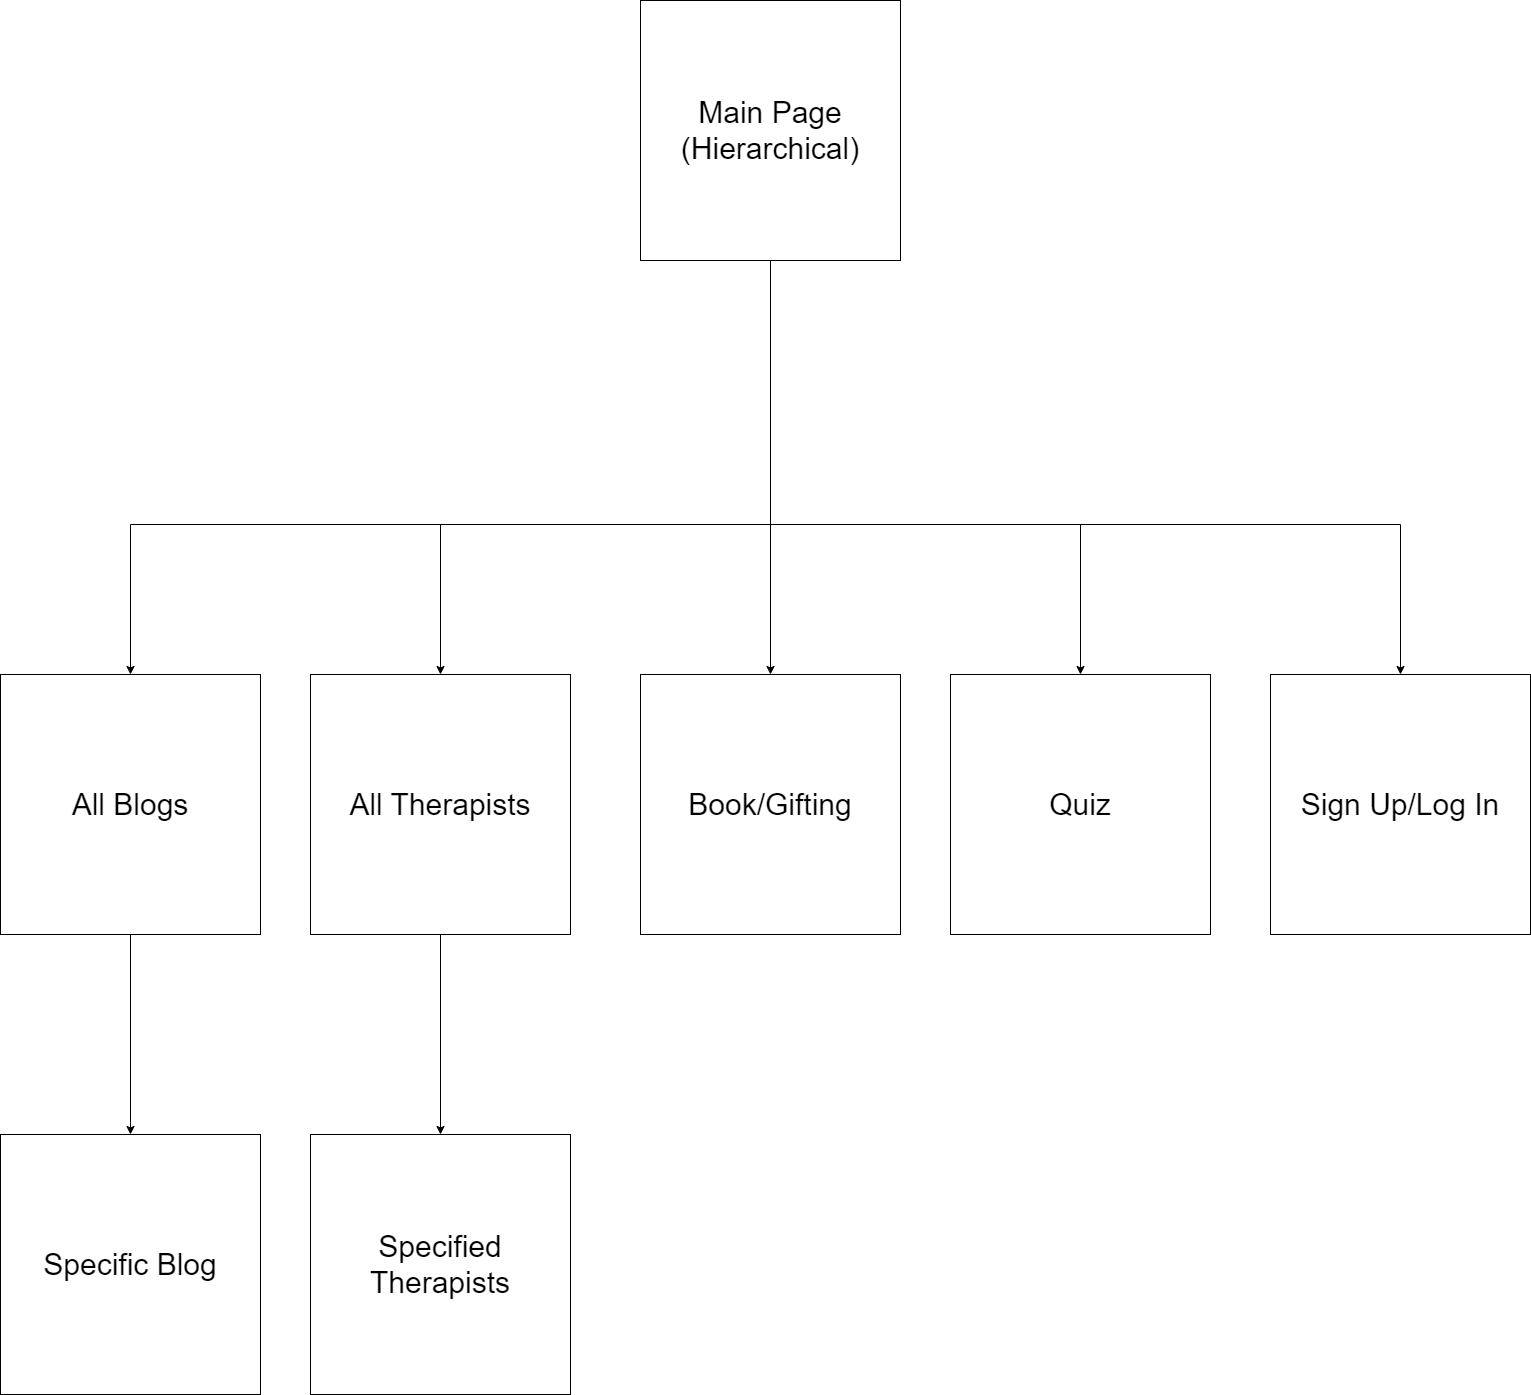 Main Page
(Hierarchical)
All Blogs
All Therapists
Book/Gifting
Quiz
Sign Up/Log In
Specific Blog
Specified
Therapists